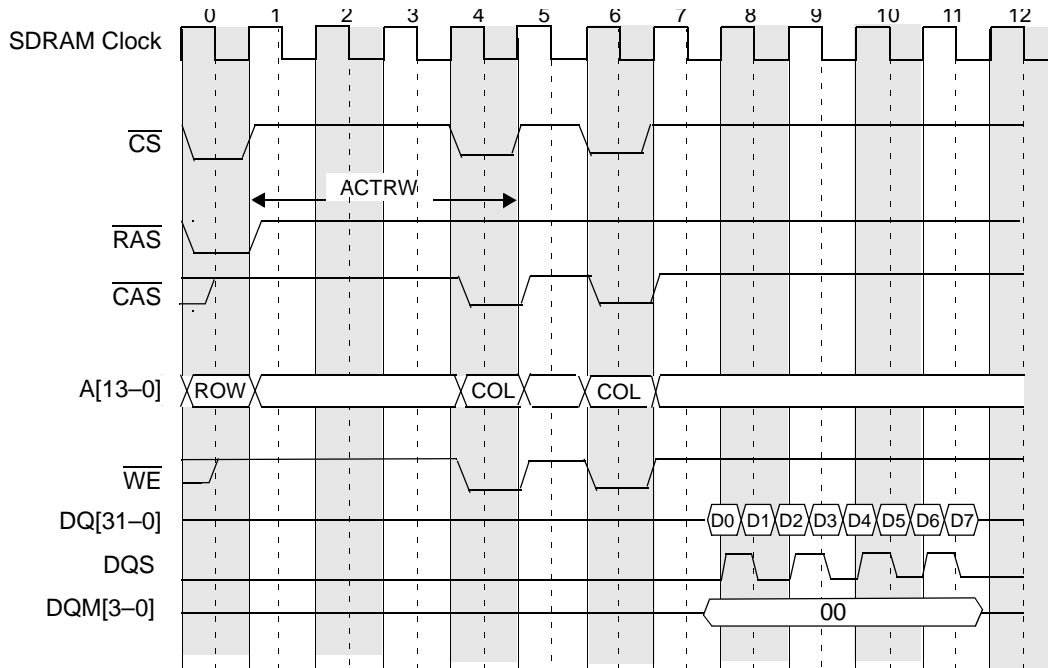 0 1 2 3 4 5 6 7 8 9 10 11 12
SDRAM Clock
CS
ACTRW
RAS
CAS
A[13–0] ROW COL COL
WE
DQ[31–0] D0 D1 D2 D3 D4 D5 D6 D7
DQS
DQM[3–0] 00